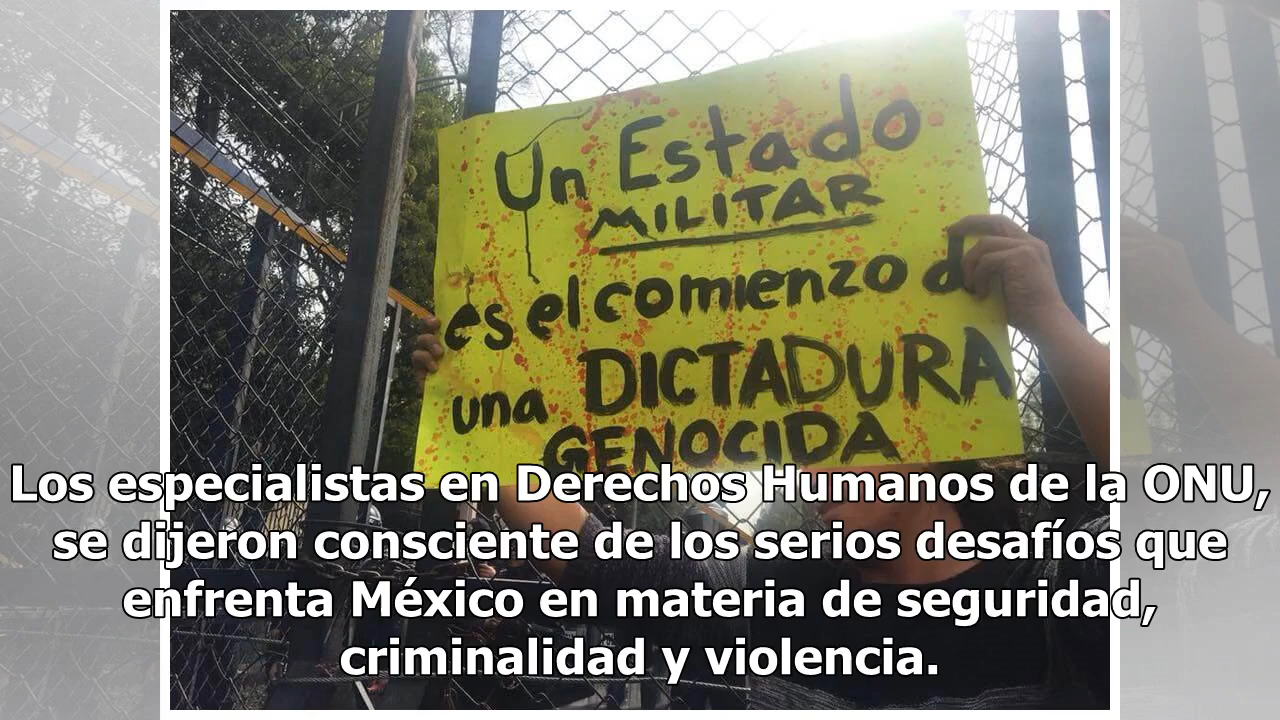 Un Estado
MILITAR
es el comienzo d
una DICTADURA
GENOCIDA
Los especialistas en Derechos Humanos de la ONU,
se dijeron consciente de los serios desafíos que
enfrenta México en materia de seguridad,
criminalidad y violencia.